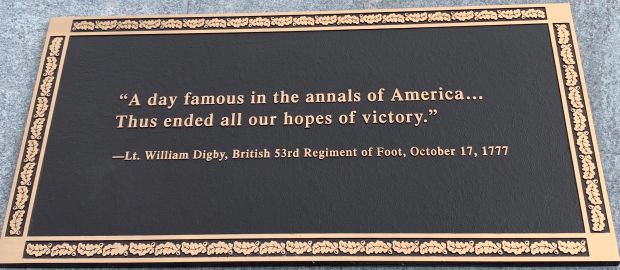 “A day famous in the annals of America...
Thus ended all our hopes of victory.”
—Lt. William Digby, British 53rd Regiment of Foot, October 17, 1777